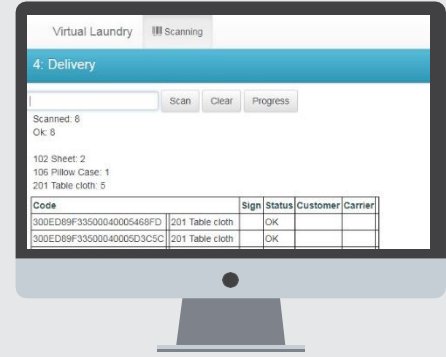 Virtual Laundry Scanning
4: Delivery
Scan Clear Progress
Scanned: 8
Ok: 8
102 Sheet: 2
106 Pillow Case: 1
201 Table cloth: 5
Code Sign Status Customer Carrier
300ED89F33500040005468FD 201 Table cloth OK
300ED89F33500040005D3C5C 201 Table cloth OK